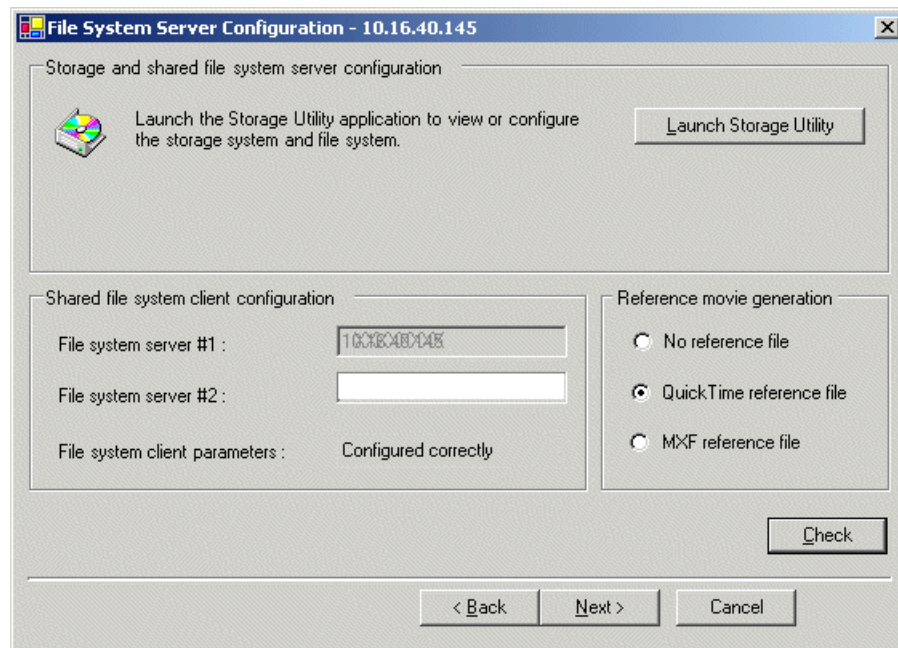 File System Server Configuration - 10.16.40.145
Storage and shared file system server configuration
Launch the Storage Utility application to view or configure
the storage system and file system.
Launch Storage Utility
Shared file system client configuration
File system server #1 :
File system server #2 :
File system client parameters :
Configured correctly
Reference movie generation
No reference file
QuickTime reference file
MXF reference file
Check
< Back
Next >
Cancel